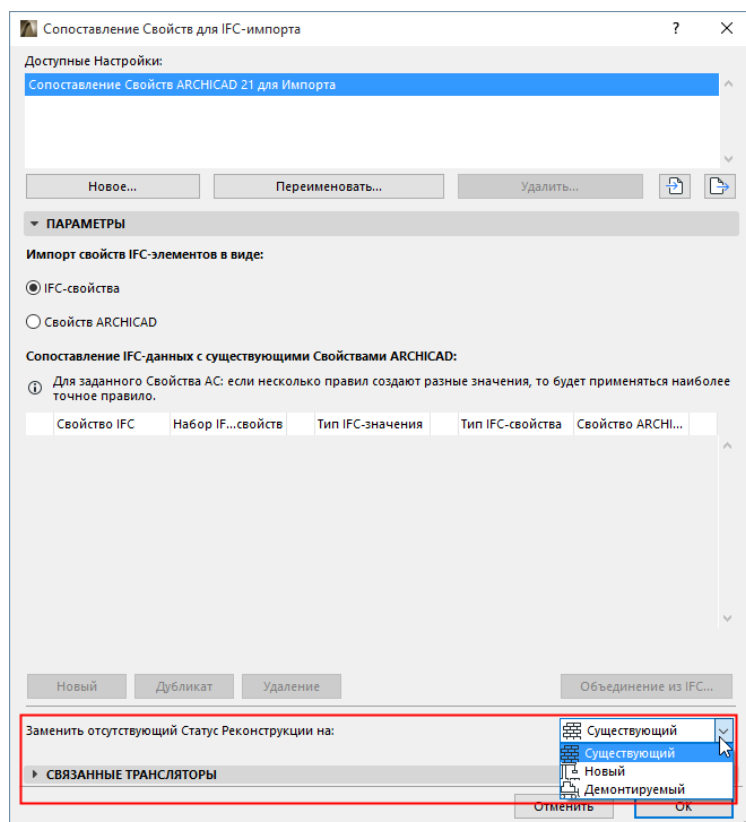 Сопоставление Свойств для IFC-импорта
?
Доступные Настройки:
Сопоставление Свойств ARCHICAD 21 для Импорта
Новое... Переименовать... Удалить...
ПАРАМЕТРЫ
Импорт свойств IFC-элементов в виде:
IFC-свойства
Свойств ARCHICAD
Сопоставление IFC-данных с существующими Свойствами ARCHICAD:
Для заданного Свойства AC: если несколько правил создают разные значения, то будет применяться наиболее
точное правило.
Свойство IFC Набор IF...свойств Тип IFC-значения Тип IFC-свойства Свойство ARCHI...
Новый Дубликат Удаление Объединение из IFC...
Заменить отсутствующий Статус Реконструкции на: Существующий
Существующий
Новый
Демонтируемый
СВЯЗАННЫЕ ТРАНСЛЯТОРЫ
Отменить OK